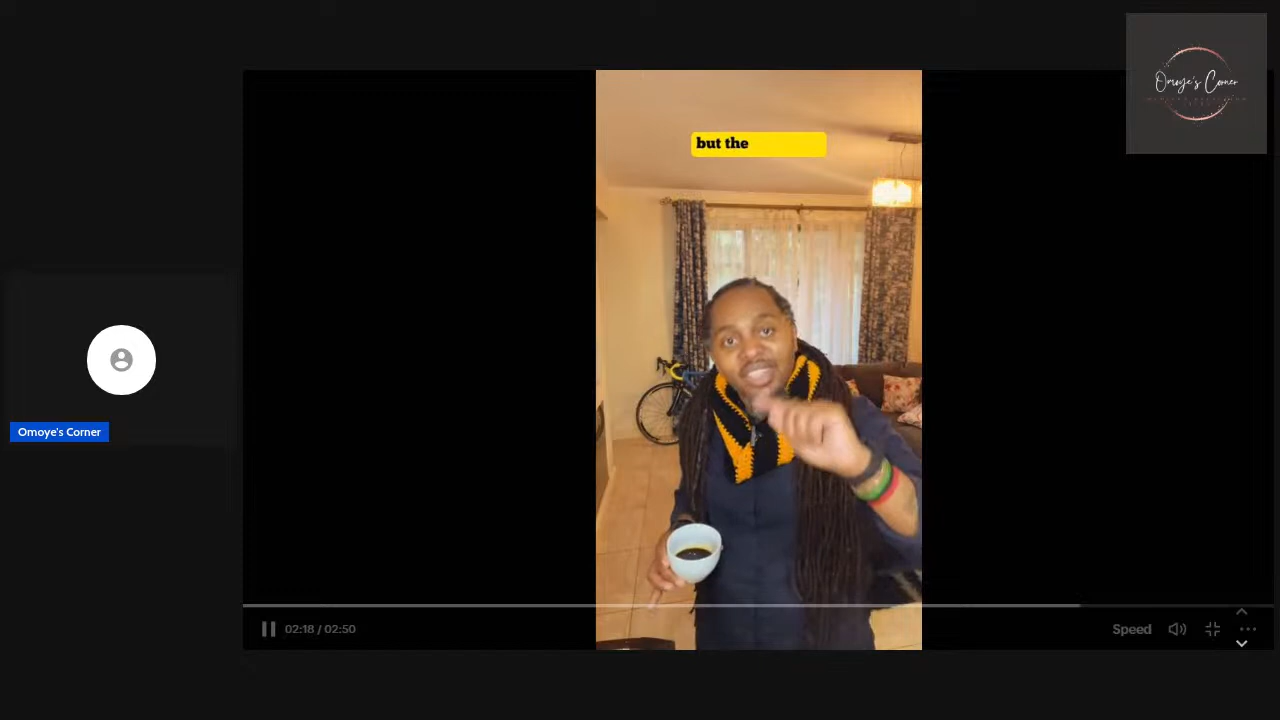 Omoye's Corner
but the
Omoye's Corner
02:18 / 02:50
Speed